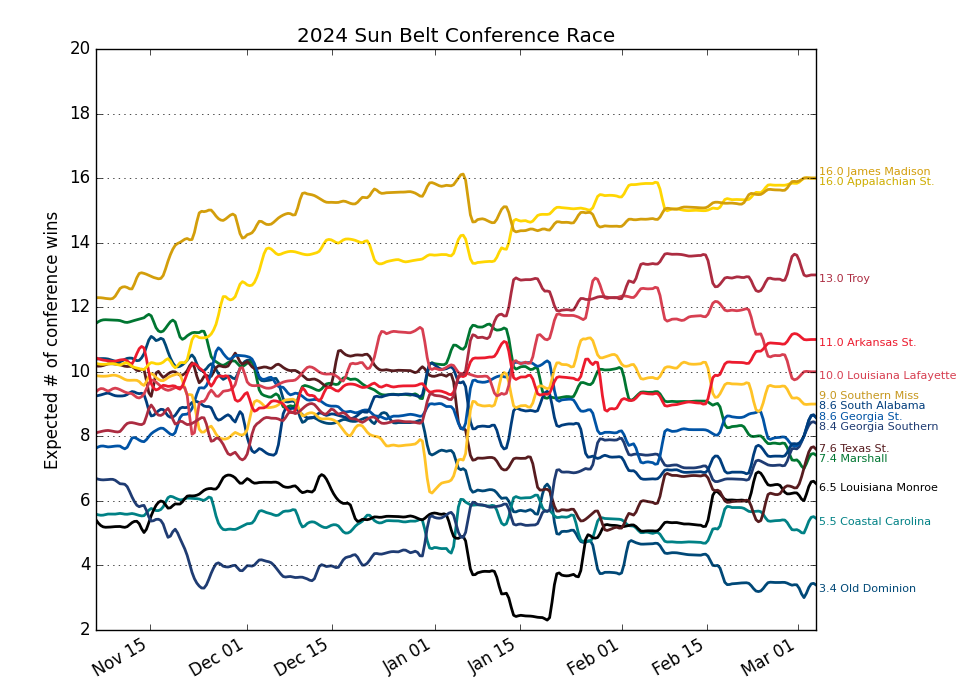 2024 Sun Belt Conference Race
Expected # of conference wins
20
18
16
14
12
10
8
6
4
2
Nov 15
Dec 01
Dec 15
Jan 01
Jan 15
Feb 01
Feb 15
Mar 01
16.0 James Madison
16.0 Appalachian St.
13.0 Troy
11.0 Arkansas St.
10.0 Louisiana Lafayette
9.0 Southern Miss
8.6 South Alabama
8.6 Georgia St.
8.4 Georgia Southern
7.6 Texas St.
7.4 Marshall
6.5 Louisiana Monroe
5.5 Coastal Carolina
3.4 Old Dominion